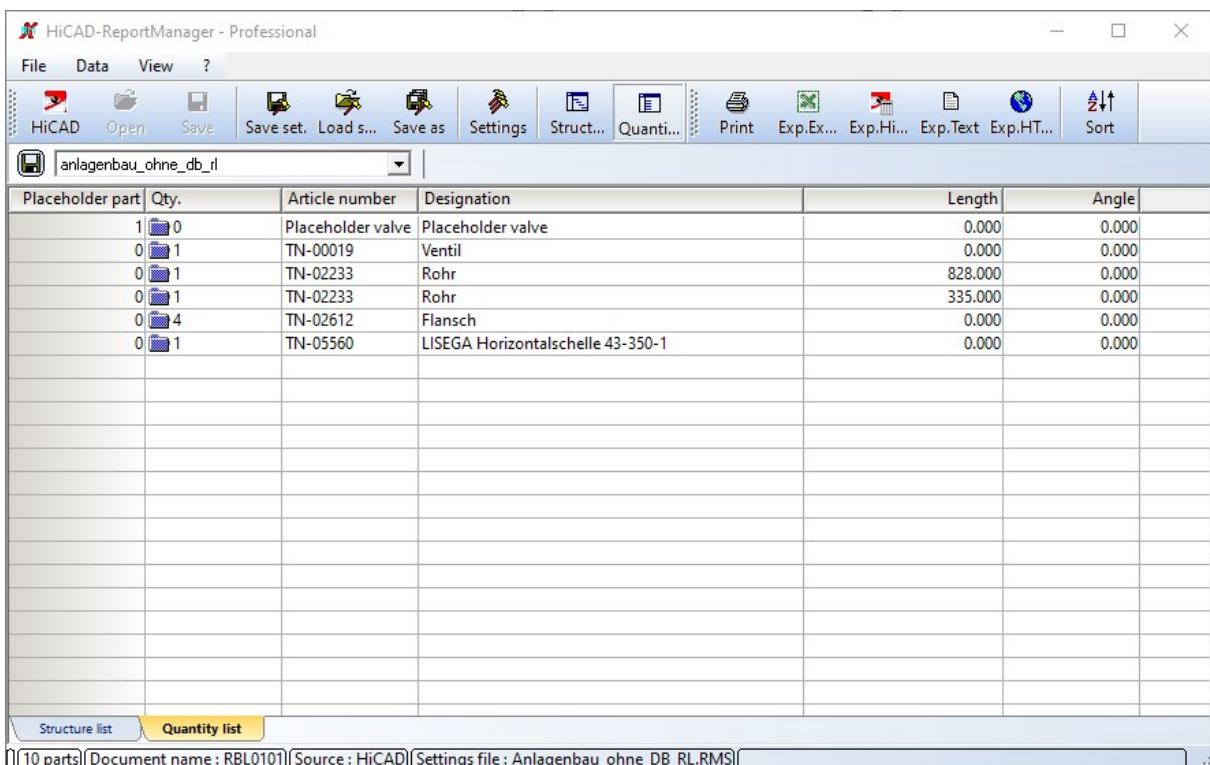 HiCAD-ReportManager - Professional
File Data View ?
HiCAD Open Save Save set. Load s... Save as Settings Struct... Quanti... Print Exp.Ex... Exp.Hi... Exp.Text Exp.HT... Sort
anlagenbau_ohne_db_rl
Placeholder part Qty. Article number Designation Length Angle
1 0 Placeholder valve Placeholder valve 0.000 0.000
0 1 TN-00019 Ventil 0.000 0.000
0 1 TN-02233 Rohr 828.000 0.000
0 1 TN-02233 Rohr 335.000 0.000
0 4 TN-02612 Flansch 0.000 0.000
0 1 TN-05560 LISEGA Horizontalschelle 43-350-1 0.000 0.000
Structure list Quantity list
10 parts Document name : RBL0101 Source : HiCAD Settings file : Anlagenbau_ohne_DB_RL.RMS